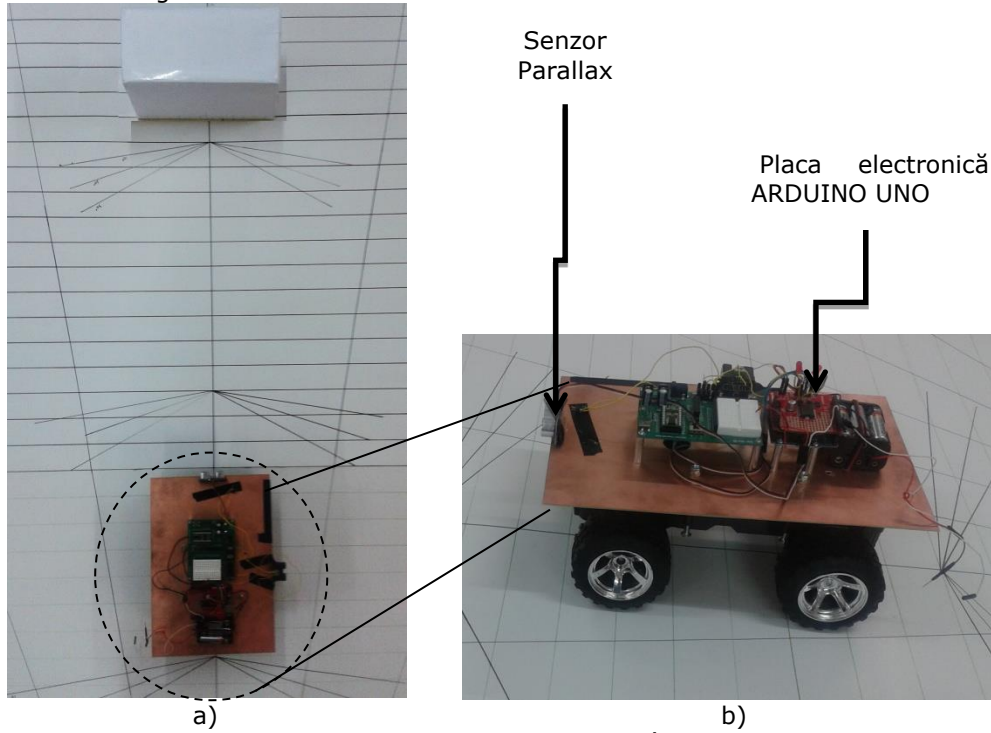 Senzor
Parallax
Placa electronică
ARDUINO UNO
a)
b)